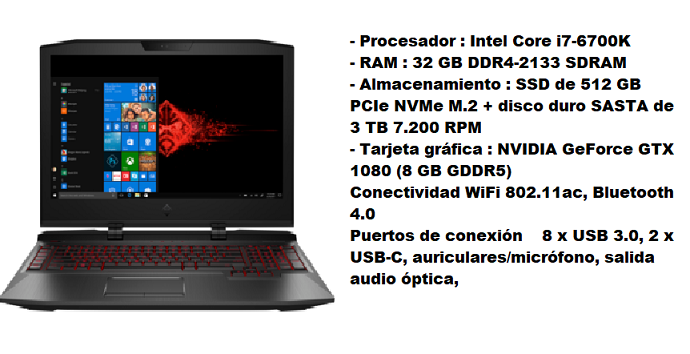 - Procesador : Intel Core i7-6700K
- RAM : 32 GB DDR4-2133 SDRAM
- Almacenamiento : SSD de 512 GB
PCIe NVMe M.2 + disco duro SASTA de
3 TB 7.200 RPM
- Tarjeta gráfica : NVIDIA GeForce GTX
1080 (8 GB GDDR5)
Conectividad WiFi 802.11ac, Bluetooth
4.0
Puertos de conexión    8 x USB 3.0, 2 x
USB-C, auriculares/micrófono, salida
audio óptica,